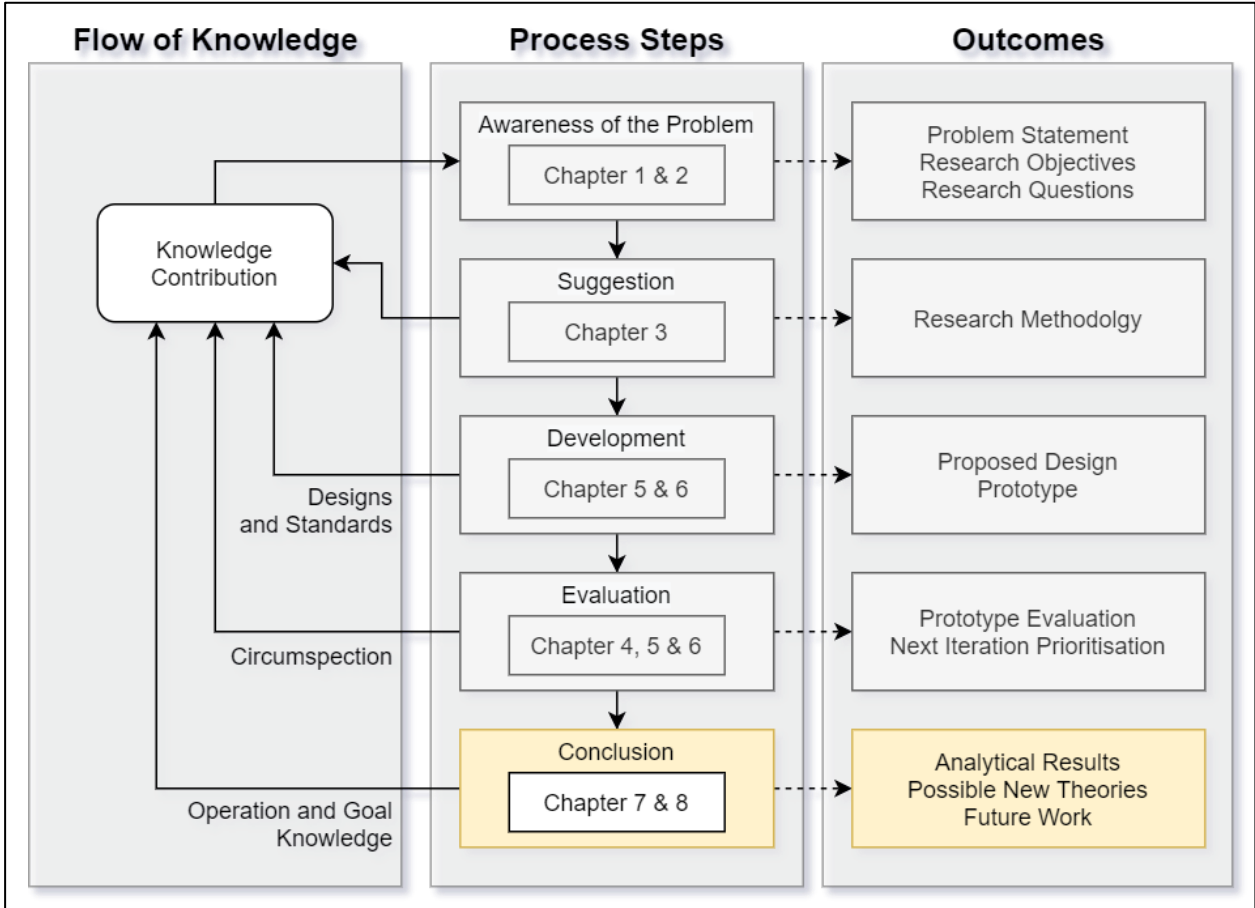 Flow of Knowledge
Process Steps
Outcomes
Awareness of the Problem
Chapter 1 & 2
Problem Statement
Research Objectives
Research Questions
Knowledge
Contribution
Suggestion
Chapter 3
Research Methodolgy
Development
Chapter 5 & 6
Proposed Design
Prototype
Designs
and Standards
Evaluation
Chapter 4, 5 & 6
Prototype Evaluation
Next Iteration Prioritisation
Circumspection
Conclusion
Chapter 7 & 8
Analytical Results
Possible New Theories
Future Work
Operation and Goal
Knowledge